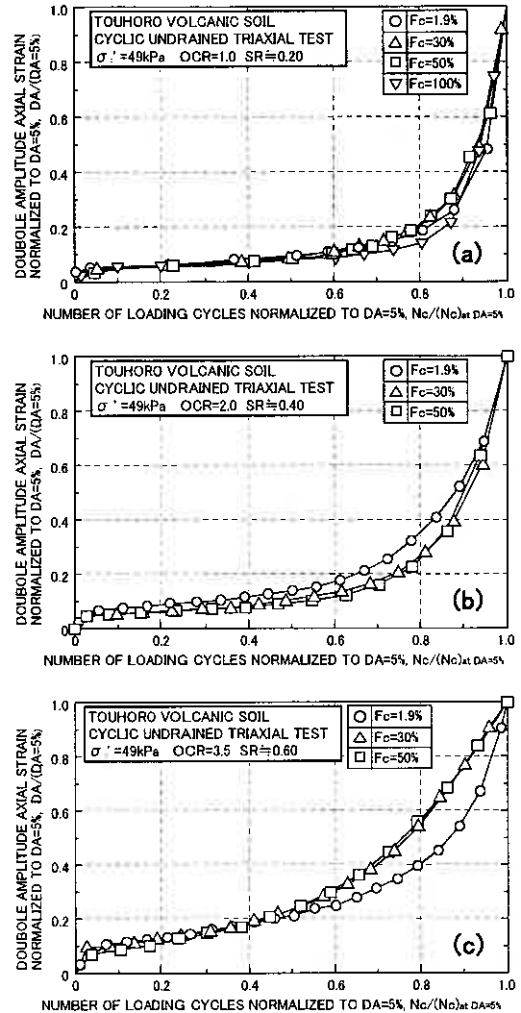 DOUBOLE AMPLITUDE AXIAL STRAIN
NORMALIZED TO DA=5%, DA/(DA=5%)
1.0
0.8
0.6
0.4
0.2
0
TOUHORO VOLCANIC SOIL
CYCLIC UNDRAINED TRIAXIAL TEST
=49kPa OCR=1.0 SR≒0.20
Fc=1.9%
Fc=30%
Fc=50%
Fc=100%
(a)
0 0.2 0.4 0.6 0.8 1.0
NUMBER OF LOADING CYCLES NORMALIZED TO DA=5%, Nc/(Nc)at DA=5%
DOUBOLE AMPLITUDE AXIAL STRAIN
NORMALIZED TO DA=5%, DA/(DA=5%)
1.0
0.8
0.6
0.4
0.2
0
TOUHORO VOLCANIC SOIL
CYCLIC UNDRAINED TRIAXIAL TEST
=49kPa OCR=2.0 SR≒0.40
Fc=1.9%
Fc=30%
Fc=50%
(b)
0 0.2 0.4 0.6 0.8 1.0
NUMBER OF LOADING CYCLES NORMALIZED TO DA=5%, Nc/(Nc)at DA=5%
DOUBOLE AMPLITUDE AXIAL STRAIN
NORMALIZED TO DA=5%, DA/(DA=5%)
1.0
0.8
0.6
0.4
0.2
0
TOUHORO VOLCANIC SOIL
CYCLIC UNDRAINED TRIAXIAL TEST
=49kPa OCR=3.5 SR≒0.60
Fc=1.9%
Fc=30%
Fc=50%
(c)
0 0.2 0.4 0.6 0.8 1.0
NUMBER OF LOADING CYCLES NORMALIZED TO DA=5%, Nc/(Nc)at DA=5%